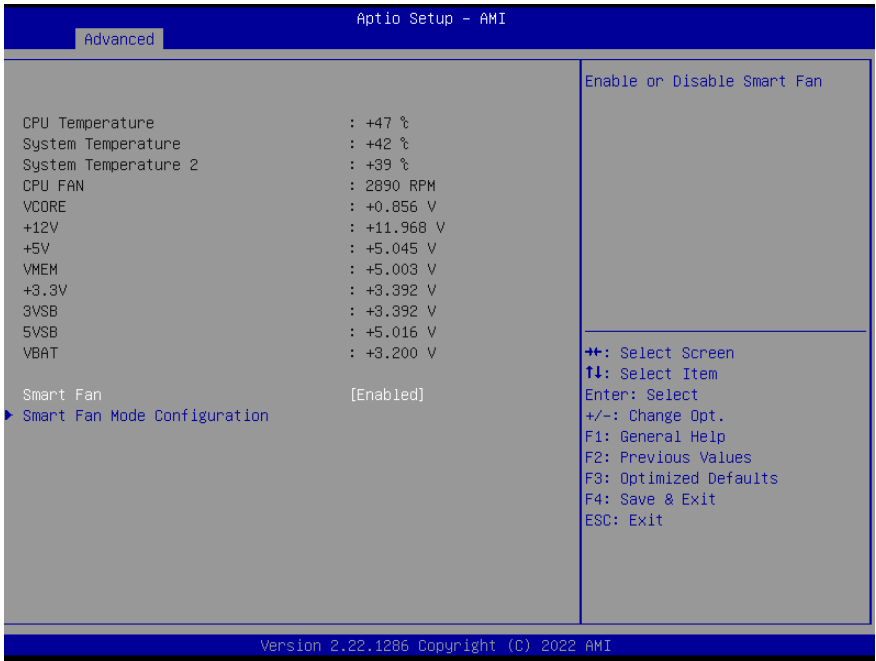 Aptio Setup – AMI
Advanced
Enable or Disable Smart Fan
CPU Temperature : +47 ℃
System Temperature : +42 ℃
System Temperature 2 : +39 ℃
CPU FAN : 2890 RPM
VCORE : +0.856 V
+12V : +11.968 V
+5V : +5.045 V
VMEM : +5.003 V
+3.3V : +3.392 V
3VSB : +3.392 V
5VSB : +5.016 V
VBAT : +3.200 V
Smart Fan [Enabled]
Smart Fan Mode Configuration
→←: Select Screen
↑↓: Select Item
Enter: Select
+/-: Change Opt.
F1: General Help
F2: Previous Values
F3: Optimized Defaults
F4: Save & Exit
ESC: Exit
Version 2.22.1286 Copyright (C) 2022 AMI